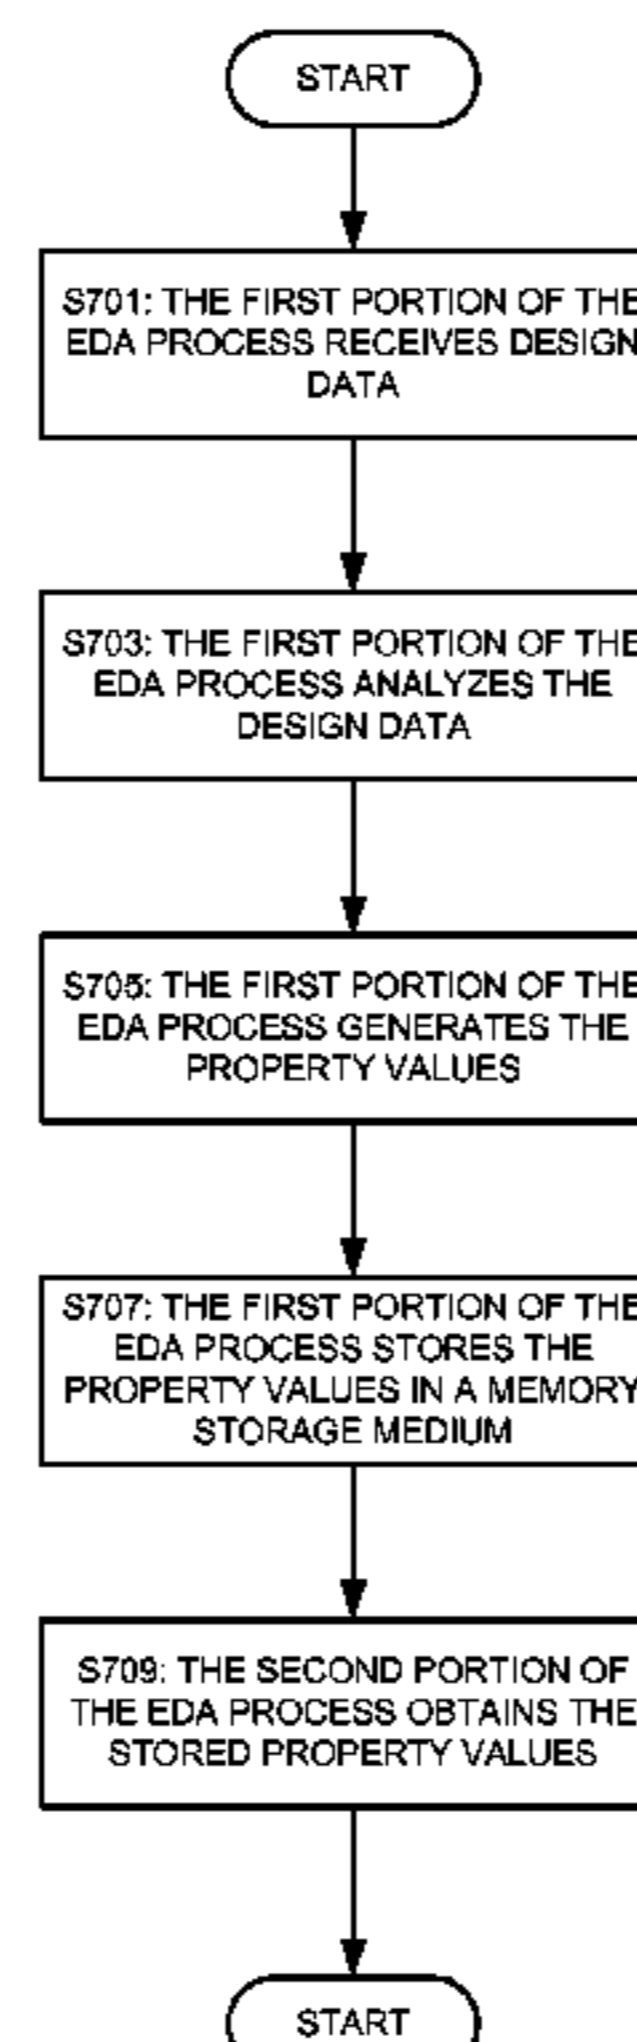 START
S701: THE FIRST PORTION OF THE
EDA PROCESS RECEIVES DESIGN
DATA
S703: THE FIRST PORTION OF THE
EDA PROCESS ANALYZES THE
DESIGN DATA
S705: THE FIRST PORTION OF THE
EDA PROCESS GENERATES THE
PROPERTY VALUES
S707: THE FIRST PORTION OF THE
EDA PROCESS STORES THE
PROPERTY VALUES IN A MEMORY
STORAGE MEDIUM
S709: THE SECOND PORTION OF
THE EDA PROCESS OBTAINS THE
STORED PROPERTY VALUES
START